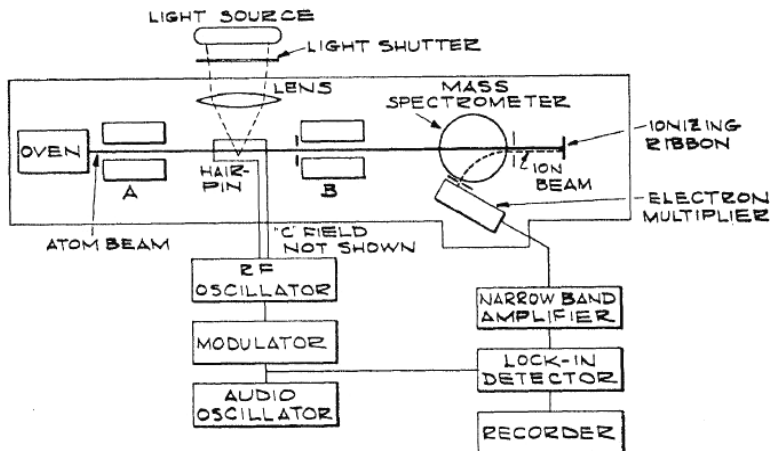 LIGHT SOURCE
LIGHT SHUTTER
LENS
MASS
SPECTROMETER
OVEN
A
HAIR-
PIN
B
IONIZING
RIBBON
ION
BEAM
ELECTRON
MULTIPLIER
ATOM BEAM
"C" FIELD
NOT SHOWN
RF
OSCILLATOR
NARROW BAND
AMPLIFIER
MODULATOR
LOCK-IN
DETECTOR
AUDIO
OSCILLATOR
RECORDER